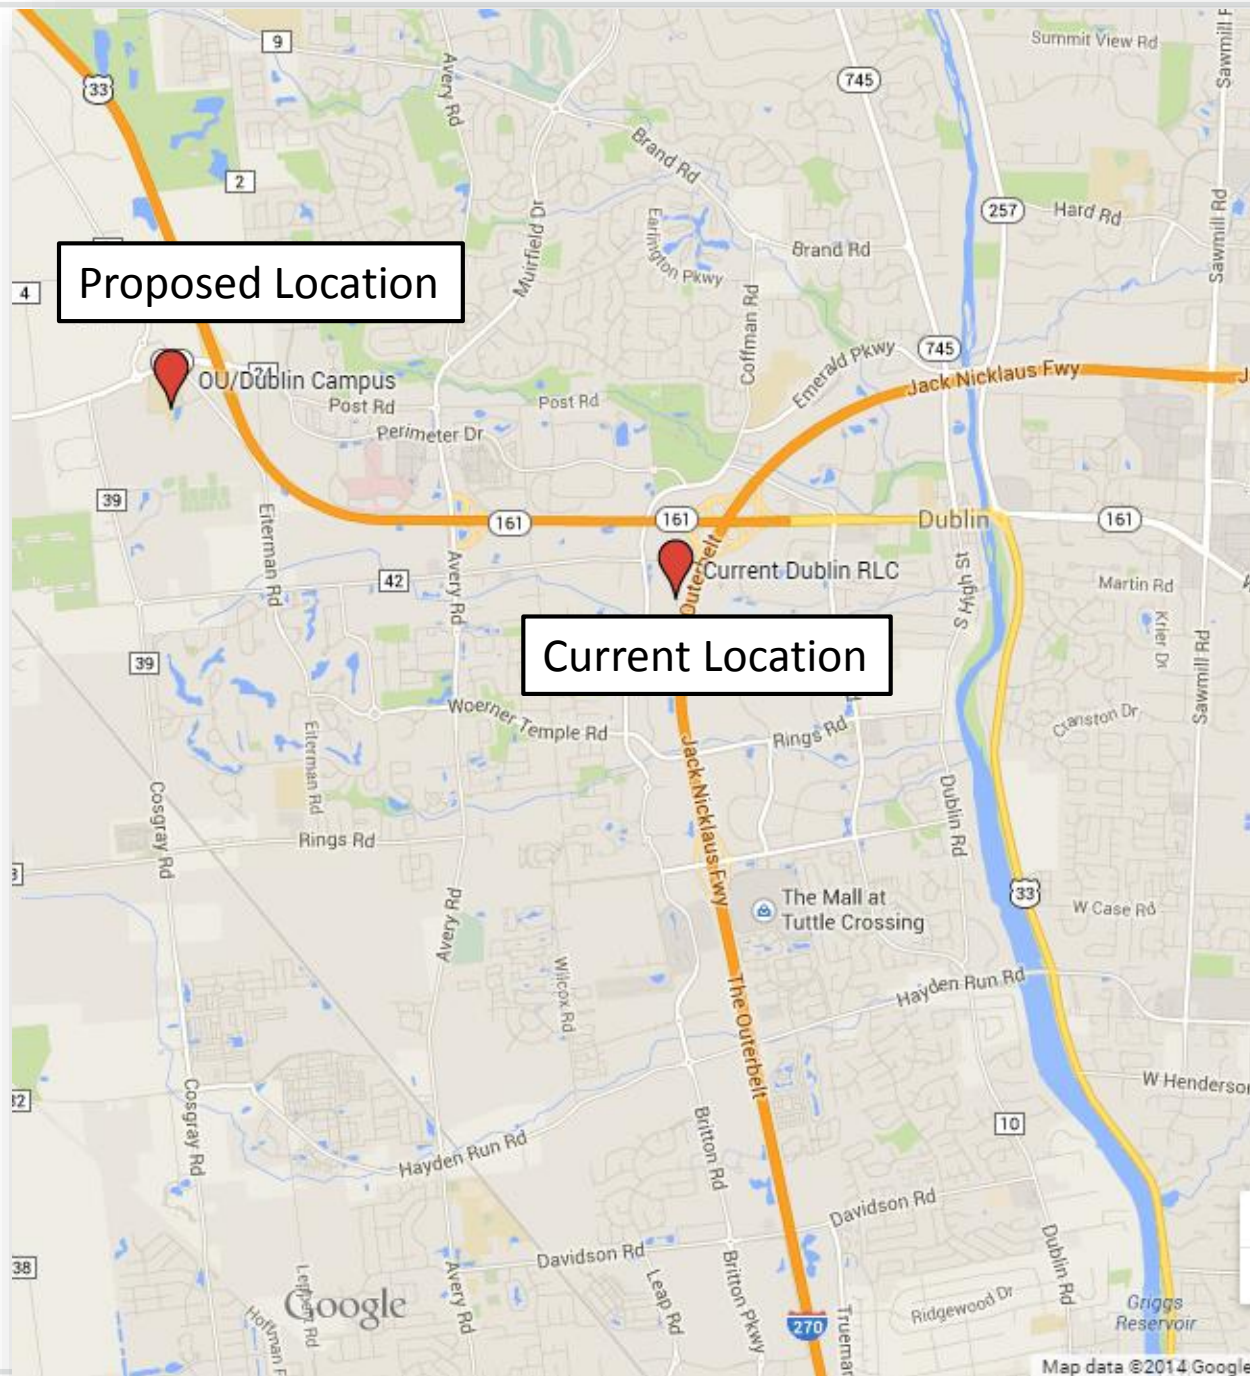 Summit View Rd
9
Avery Rd
Sawmill
33
745
Brand Rd
2
257
Hard Rd
Sawmill Rd
Earlington Pkwy
Brand Rd
Muirfield Dr
Proposed Location
4
Coffman Rd
Emerald Pkwy
745
Jack Nicklaus Fwy
J
OU/Dublin Campus
Post Rd
Post Rd
Perimeter Dr
39
Eiterman Rd
161
161
Dublin
161
Outerbelt
Current Dublin RLC
42
Avery Rd
S High St
Martin Rd
Krier Dr
Current Location
39
Sawmill Rd
Woerner Temple Rd
Rings Rd
Cranston Dr
Eiterman Rd
Jack Nicklaus Fwy
Cosgray Rd
Rings Rd
Dublin Rd
The Mall at
Tuttle Crossing
33
W Case Rd
Avery Rd
Wilcox Rd
Hayden Run Rd
The Outerbelt
W Henderson
32
Cosgray Rd
Hayden Run Rd
Britton Rd
10
Davidson Rd
Davidson Rd
38
Leppert Rd
Avery Rd
Leap Rd
Britton Pkwy
Dublin Rd
Google
Hoffman
270
Trueman
Ridgewood Dr
Griggs
Reservoir
Map data ©2014 Google